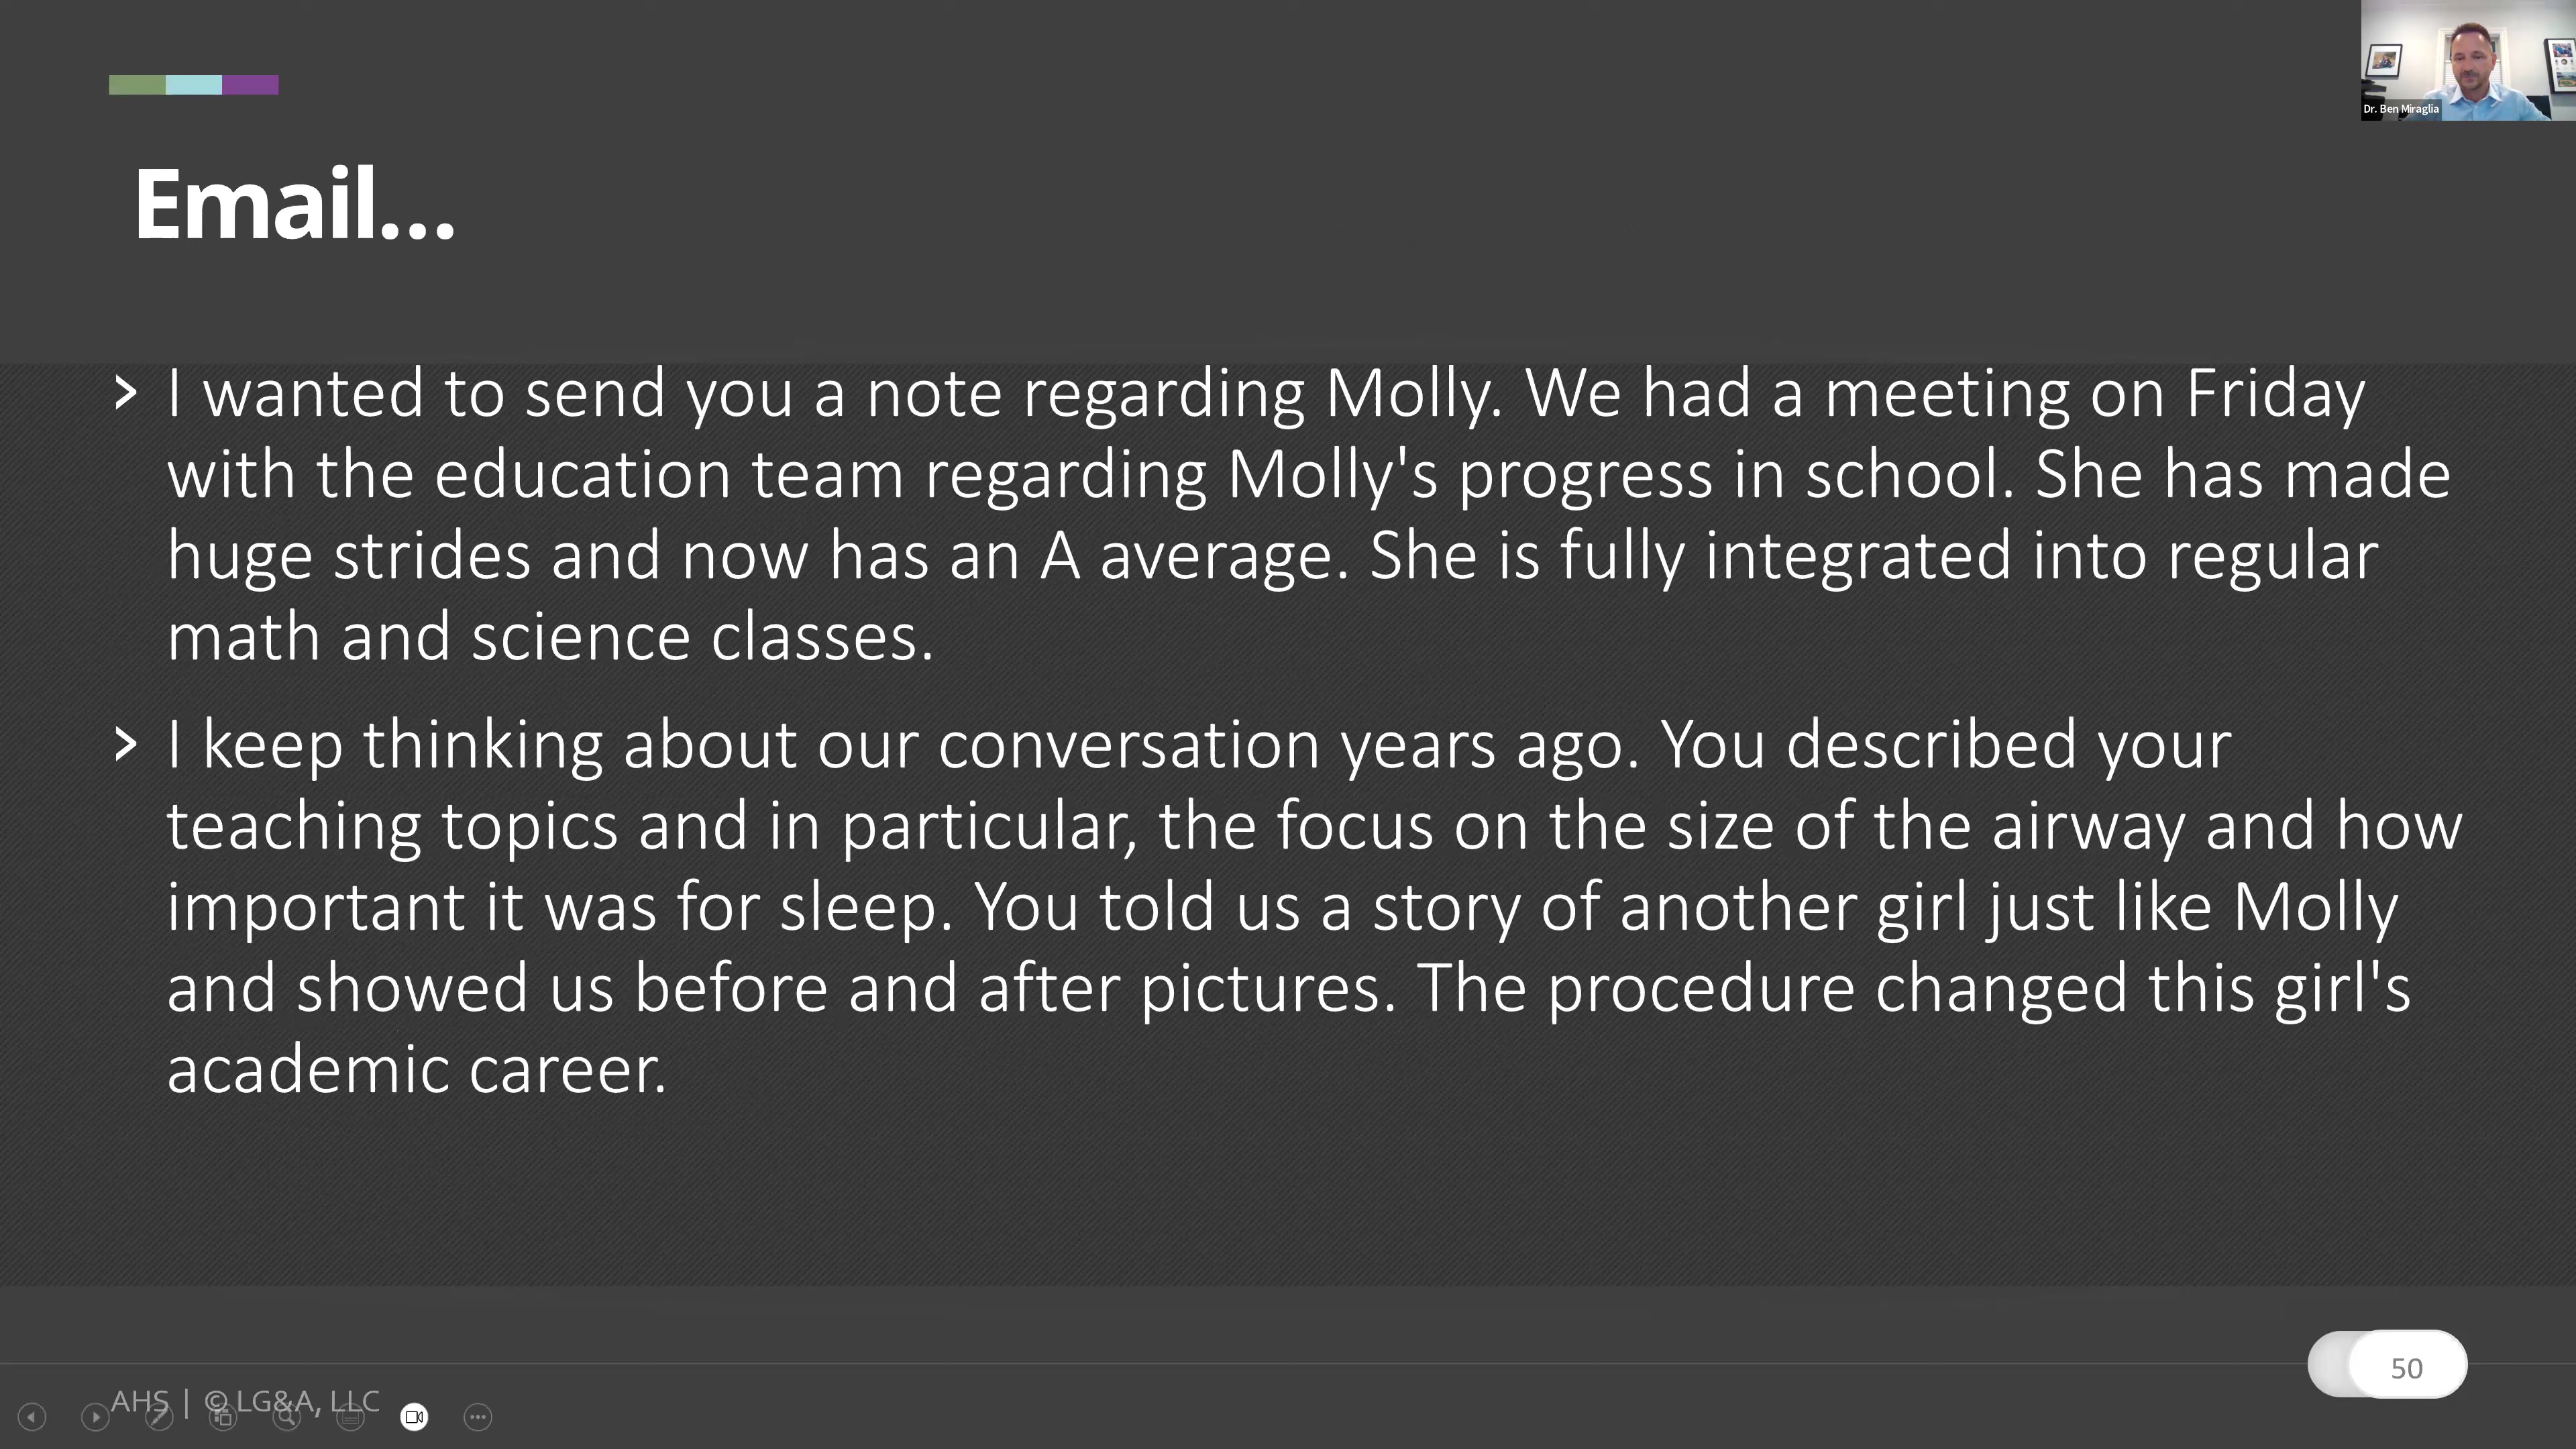 Dr. Ben Miraglia
Email...
> I wanted to send you a note regarding Molly. We had a meeting on Friday
with the education team regarding Molly's progress in school. She has made
huge strides and now has an A average. She is fully integrated into regular
math and science classes.
> I keep thinking about our conversation years ago. You described your
teaching topics and in particular, the focus on the size of the airway and how
important it was for sleep. You told us a story of another girl just like Molly
and showed us before and after pictures. The procedure changed this girl's
academic career.
50
AHS | © LG&A, LLC